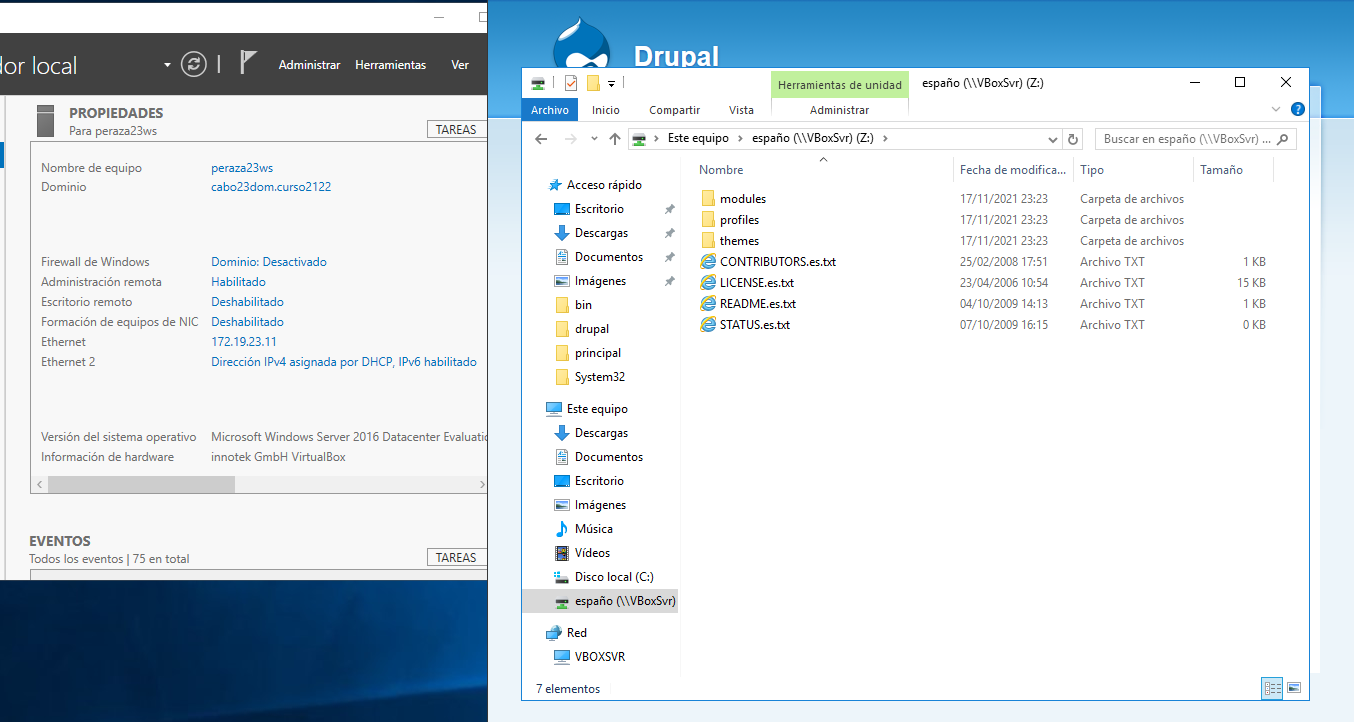 dor local
Administrar Herramientas Ver
PROPIEDADES
Para peraza23ws
TAREAS
Nombre de equipo peraza23ws
Dominio cabo23dom.curso2122
Firewall de Windows Dominio: Desactivado
Administración remota Habilitado
Escritorio remoto Deshabilitado
Formación de equipos de NIC Deshabilitado
Ethernet 172.19.23.11
Ethernet 2 Dirección IPv4 asignada por DHCP, IPv6 habilitado
Versión del sistema operativo Microsoft Windows Server 2016 Datacenter Evaluatio
Información de hardware innotek GmbH VirtualBox
EVENTOS
Todos los eventos | 75 en total
TAREAS
Drupal
Herramientas de unidad españo (\\VBoxSvr) (Z:)
Archivo Inicio Compartir Vista Administrar
Este equipo españo (\\VBoxSvr) (Z:)
Buscar en españo (\\VBoxSvr) ...
Acceso rápido
Escritorio
Descargas
Documentos
Imágenes
bin
drupal
principal
System32
Este equipo
Descargas
Documentos
Escritorio
Imágenes
Música
Vídeos
Disco local (C:)
españo (\\VBoxSvr)
Red
VBOXSVR
Nombre Fecha de modifica... Tipo Tamaño
modules 17/11/2021 23:23 Carpeta de archivos
profiles 17/11/2021 23:23 Carpeta de archivos
themes 17/11/2021 23:23 Carpeta de archivos
CONTRIBUTORS.es.txt 25/02/2008 17:51 Archivo TXT 1 KB
LICENSE.es.txt 23/04/2006 10:54 Archivo TXT 15 KB
README.es.txt 04/10/2009 14:13 Archivo TXT 1 KB
STATUS.es.txt 07/10/2009 16:15 Archivo TXT 0 KB
7 elementos